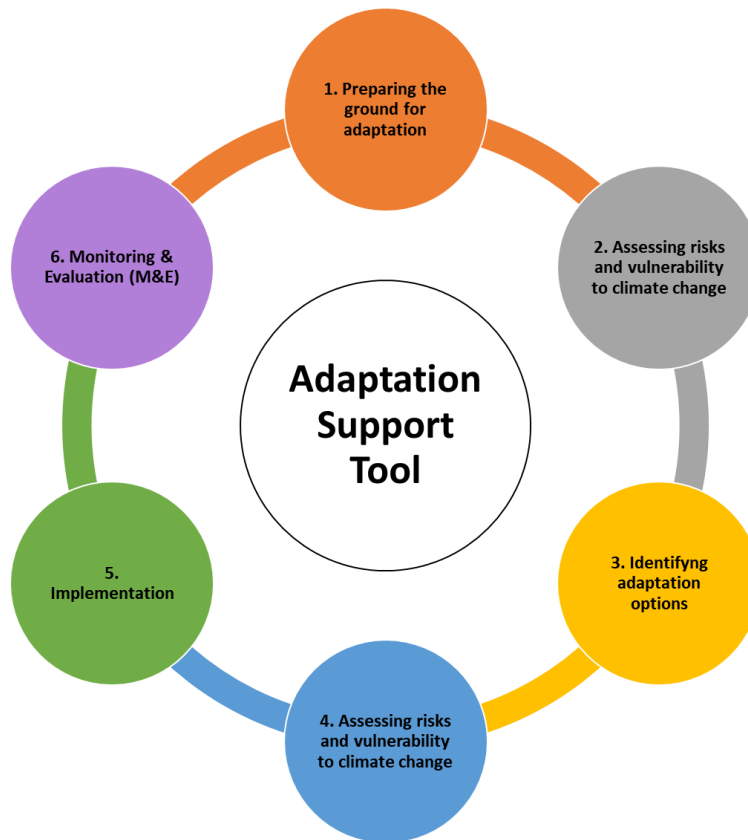 1. Preparing the
ground for
adaptation
2. Assessing risks
and vulnerability
to climate change
3. Identifyng
adaptation
options
4. Assessing risks
and vulnerability
to climate change
5.
Implementation
6. Monitoring &
Evaluation (M&E)
Adaptation
Support
Tool